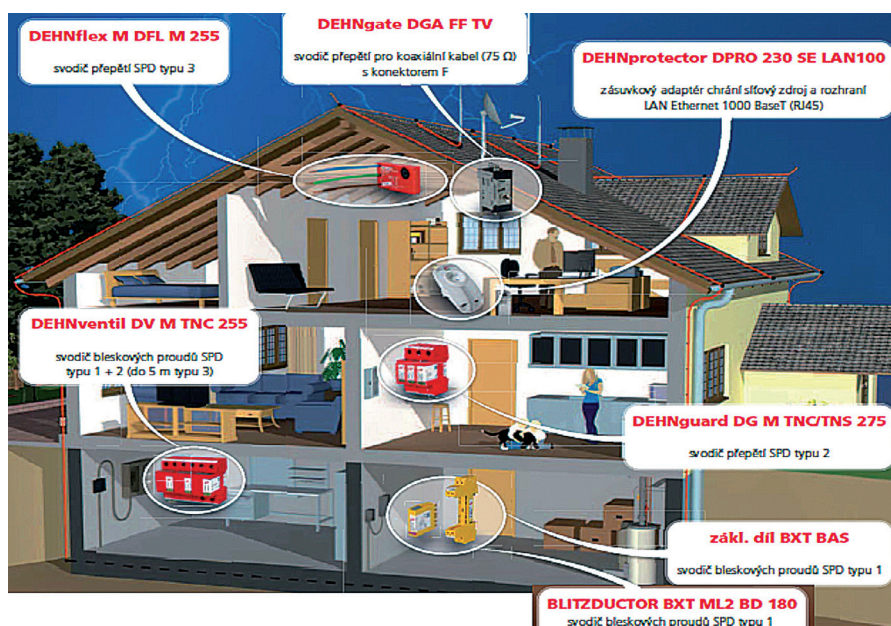 DEHNflex M DFL M 255
svodič přepětí SPD typu 3
DEHNgate DGA FF TV
svodič přepětí pro koaxiální kabel (75 Ω)
s konektorem F
DEHNprotector DPRO 230 SE LAN100
zásuvkový adaptér chrání síťový zdroj a rozhraní
LAN Ethernet 1000 BaseT (RJ45)
DEHNventil DV M TNC 255
svodič bleskových proudů SPD
typu 1 + 2 (do 5 m typu 3)
DEHNguard DG M TNC/TNS 275
svodič přepětí SPD typu 2
zákl. díl BXT BAS
svodič bleskových proudů SPD typu 1
BLITZDUCTOR BXT ML2 BD 180
svodič bleskových proudů SPD typu 1